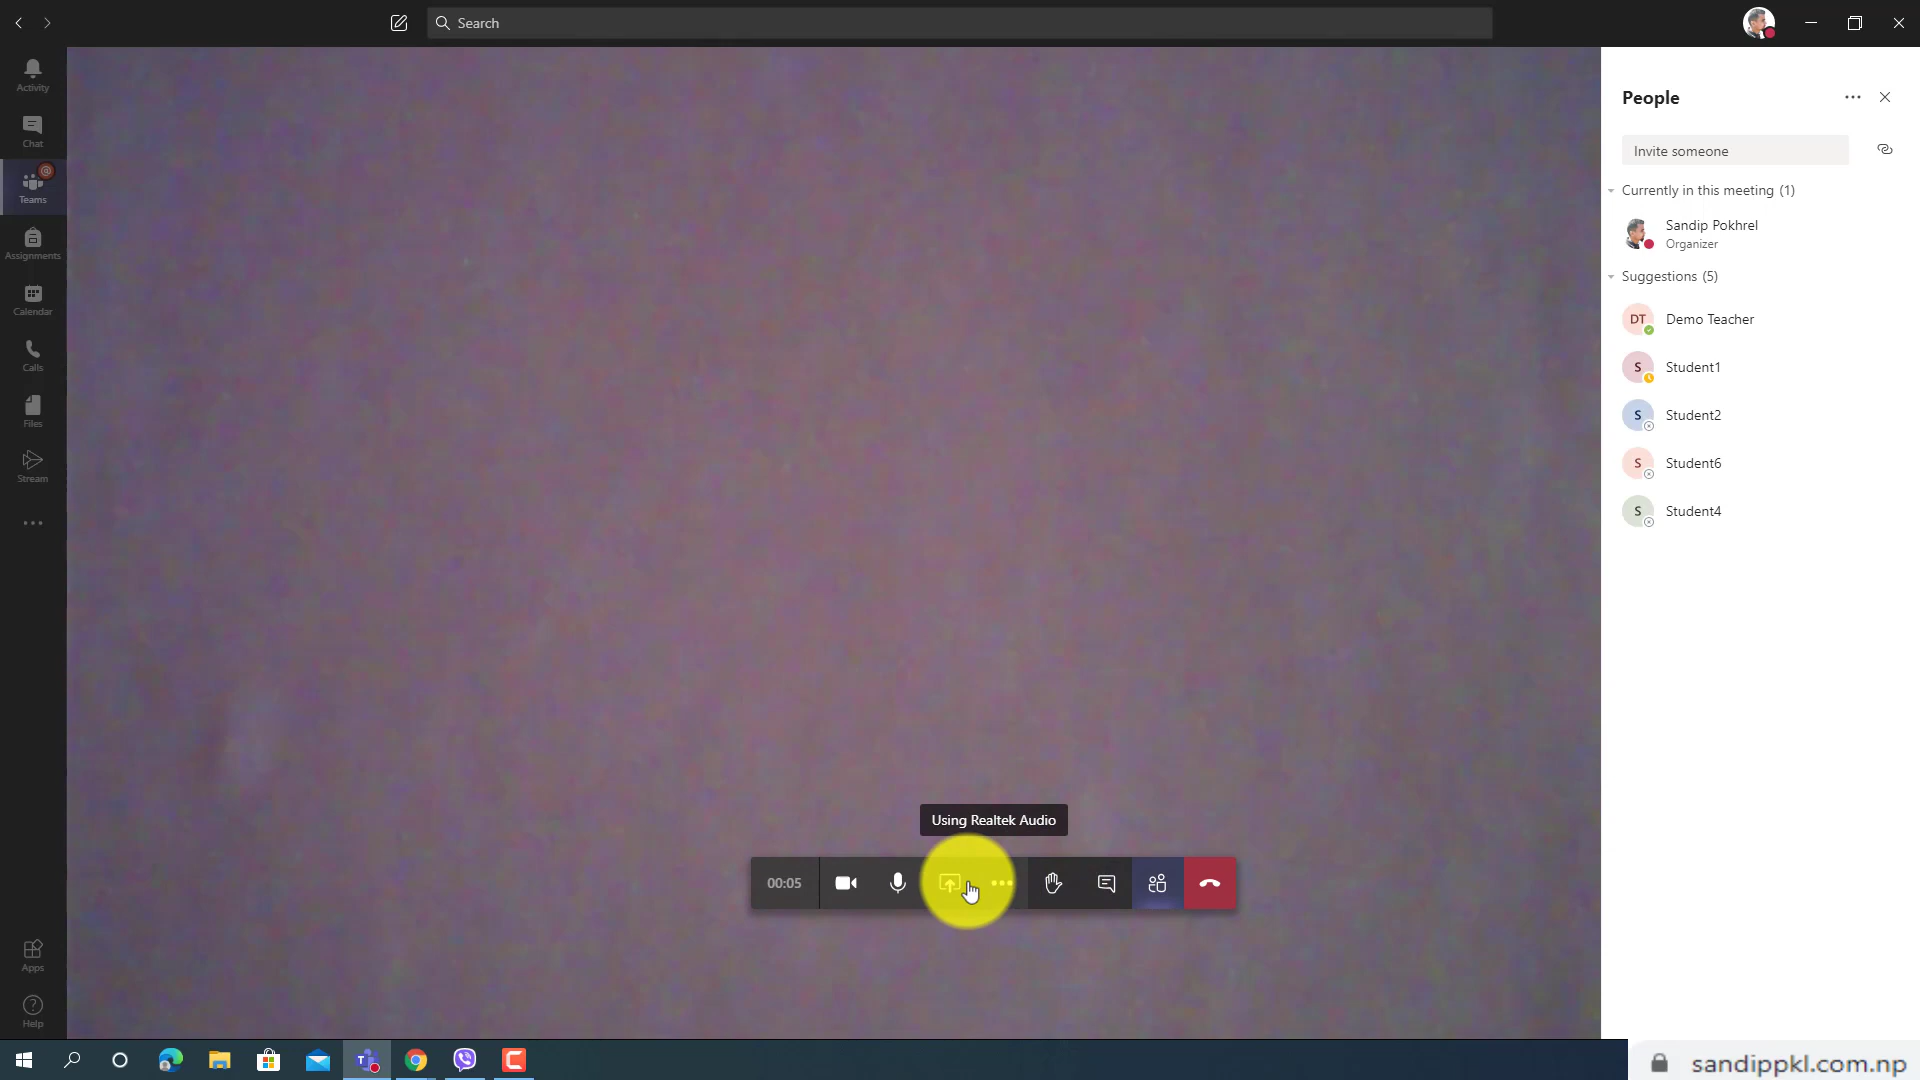 Search
Activity
Chat
Teams
Assignments
Calendar
Calls
Files
Stream
Apps
Help
People
Invite someone
Currently in this meeting (1)
Sandip Pokhrel
Organizer
Suggestions (5)
DT Demo Teacher
S Student1
S Student2
S Student6
S Student4
Using Realtek Audio
00:05
sandippkl.com.np